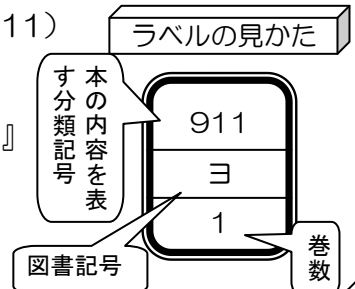 11）
ラベルの見かた
本の内容を表
す分類記号
』
911
ヨ
1
図書記号
巻数